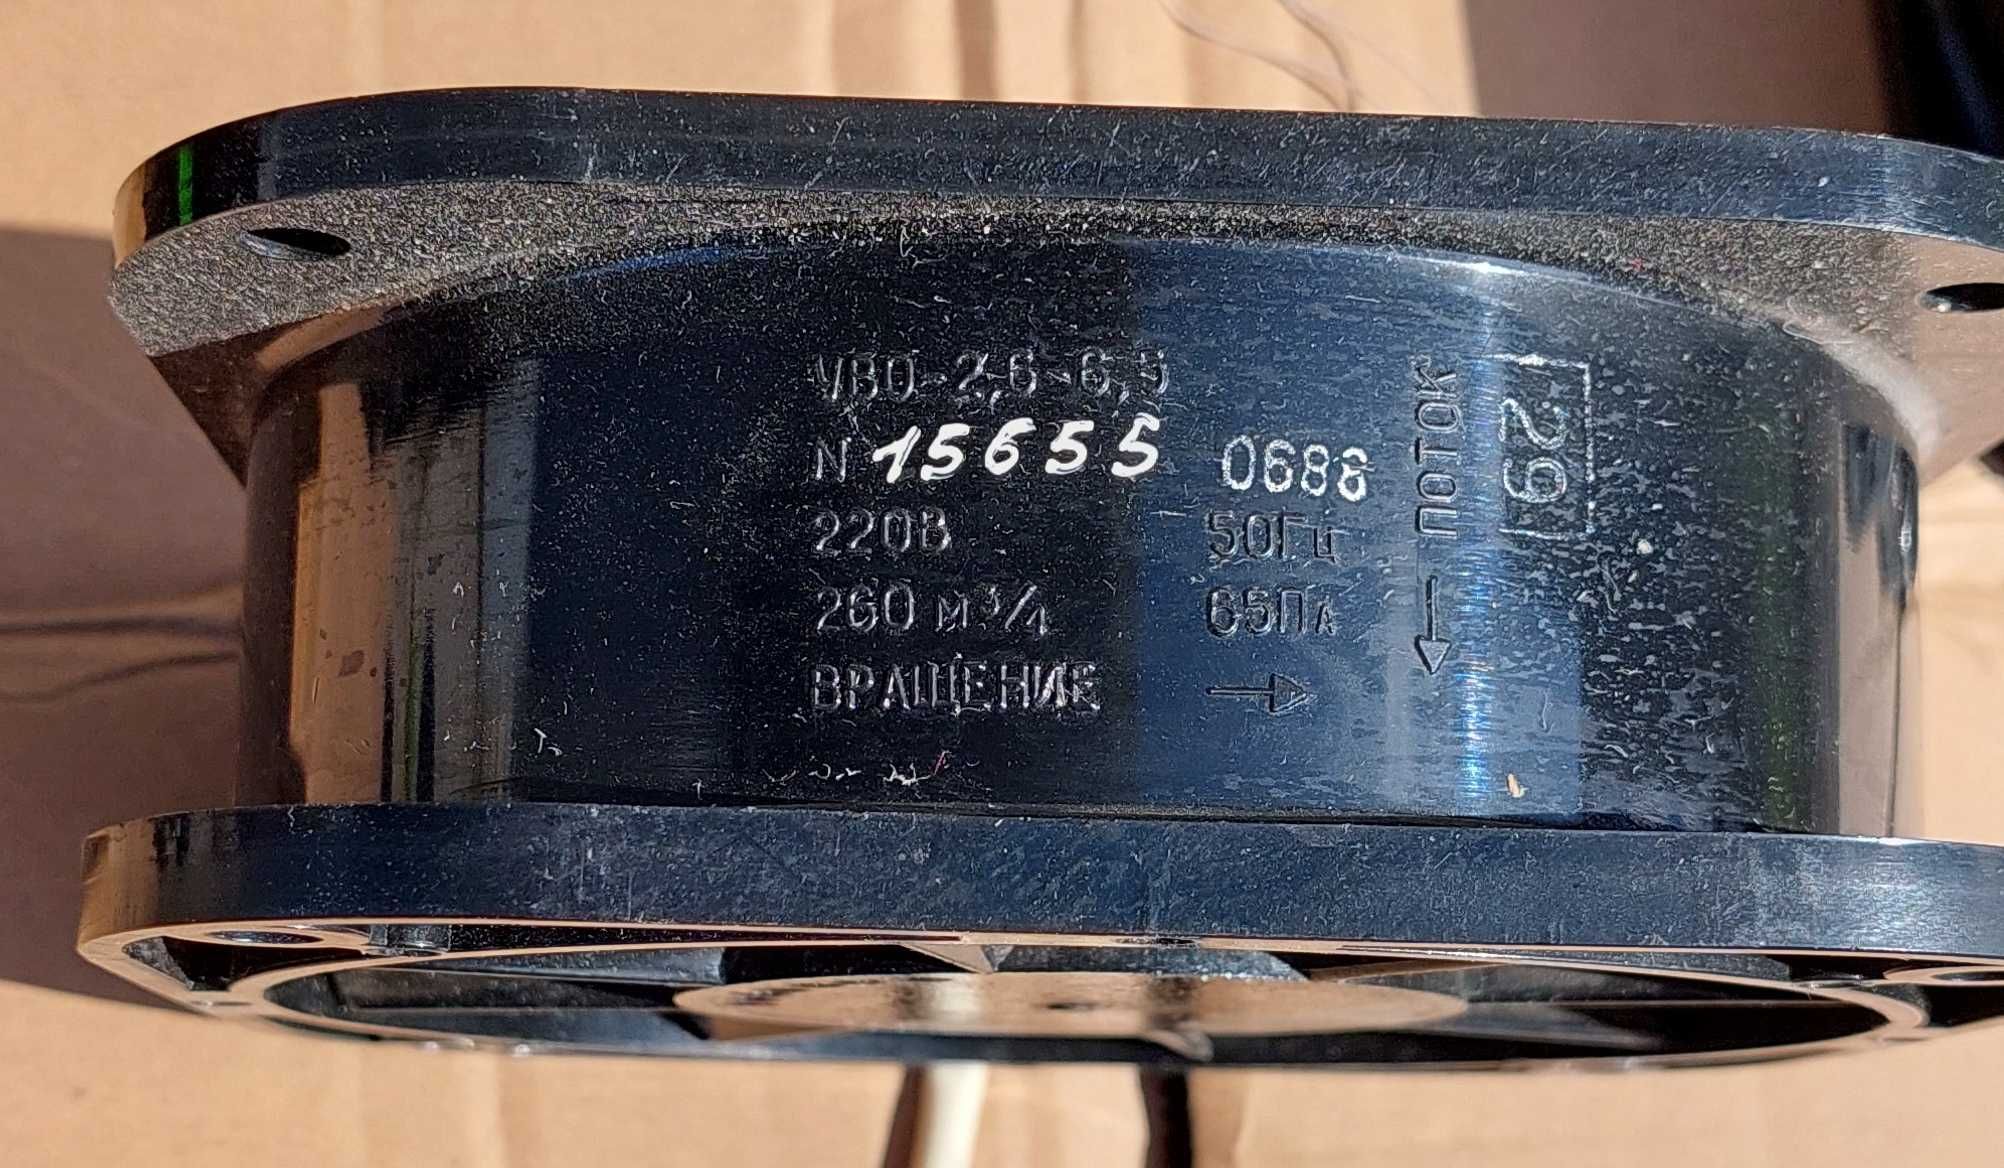 УВО-2,6-6,5
N 15655 0688
220В 50Гц
260 м³/ч 65Па
ВРАЩЕНИЕ →
ПОТОК →
29